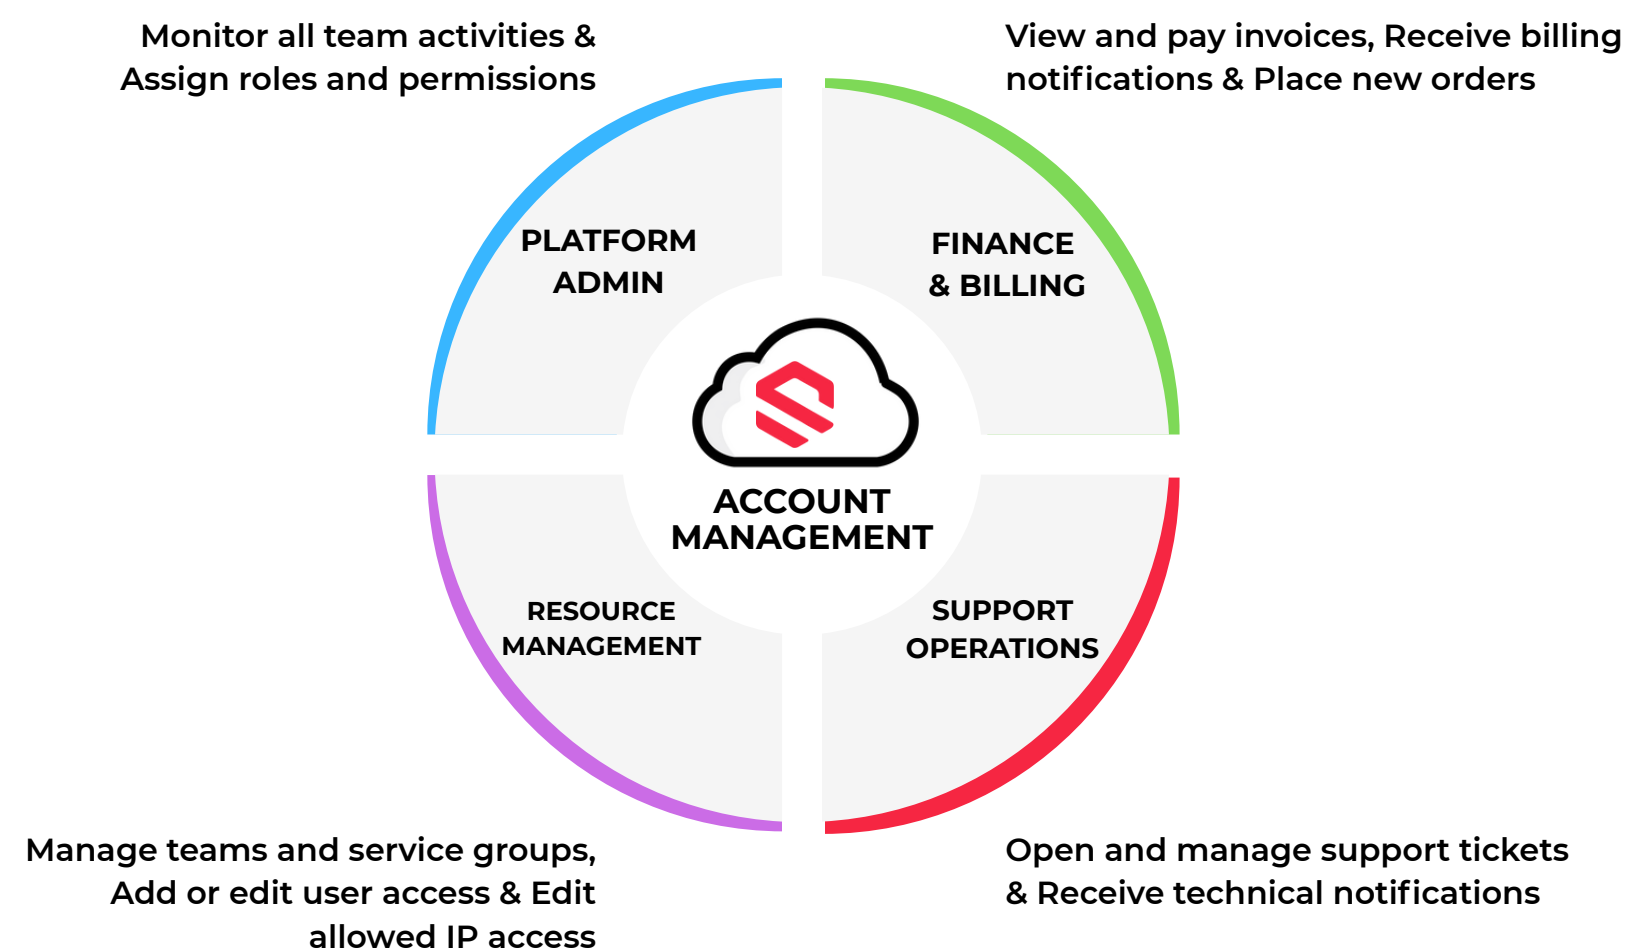 Monitor all team activities &
Assign roles and permissions
View and pay invoices, Receive billing
notifications & Place new orders
PLATFORM
ADMIN
FINANCE
& BILLING
ACCOUNT
MANAGEMENT
RESOURCE
MANAGEMENT
SUPPORT
OPERATIONS
Manage teams and service groups,
Add or edit user access & Edit
allowed IP access
Open and manage support tickets
& Receive technical notifications